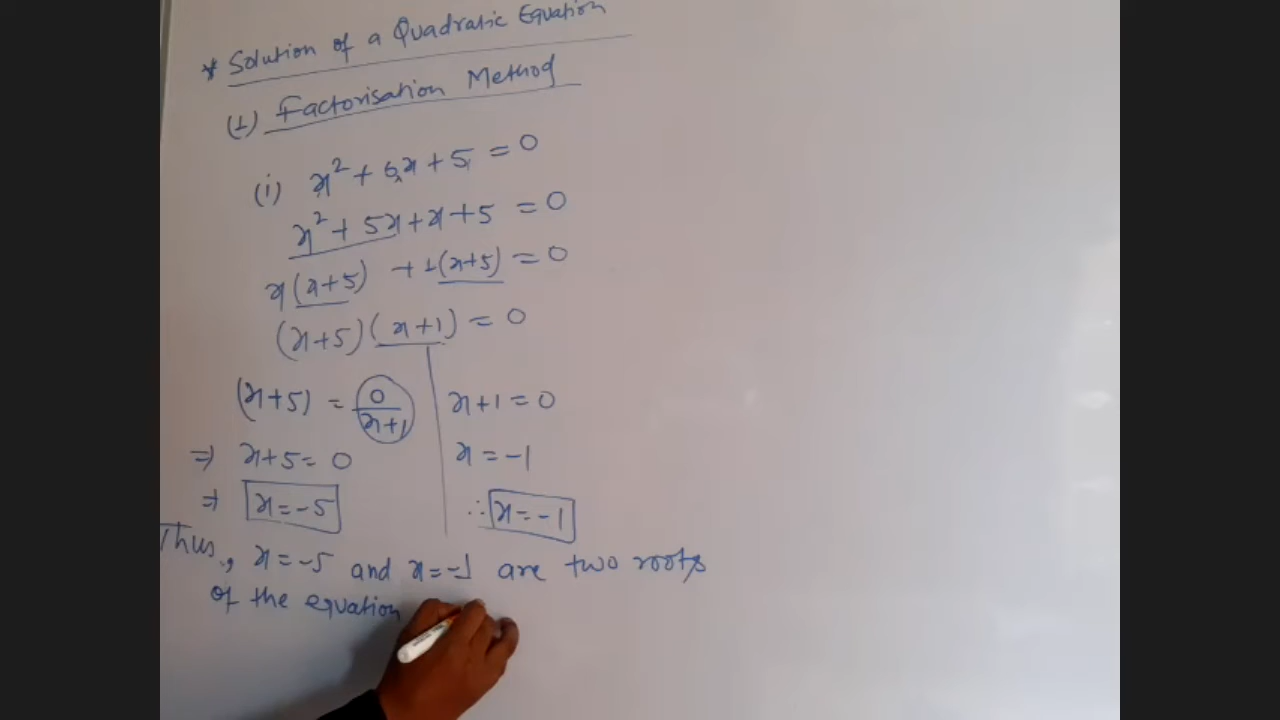 * Solution of a Quadratic Equation
(1) Factorisation Method
(i) x² + 6x + 5 = 0
x² + 5x + x + 5 = 0
x(x+5) + 1(x+5) = 0
(x+5)(x+1) = 0
(x+5) = 0/x+1
x+1 = 0
⇒ x+5 = 0
x = -1
⇒ x = -5
∴ x = -1
Thus, x = -5 and x = -1 are two roots
of the equation